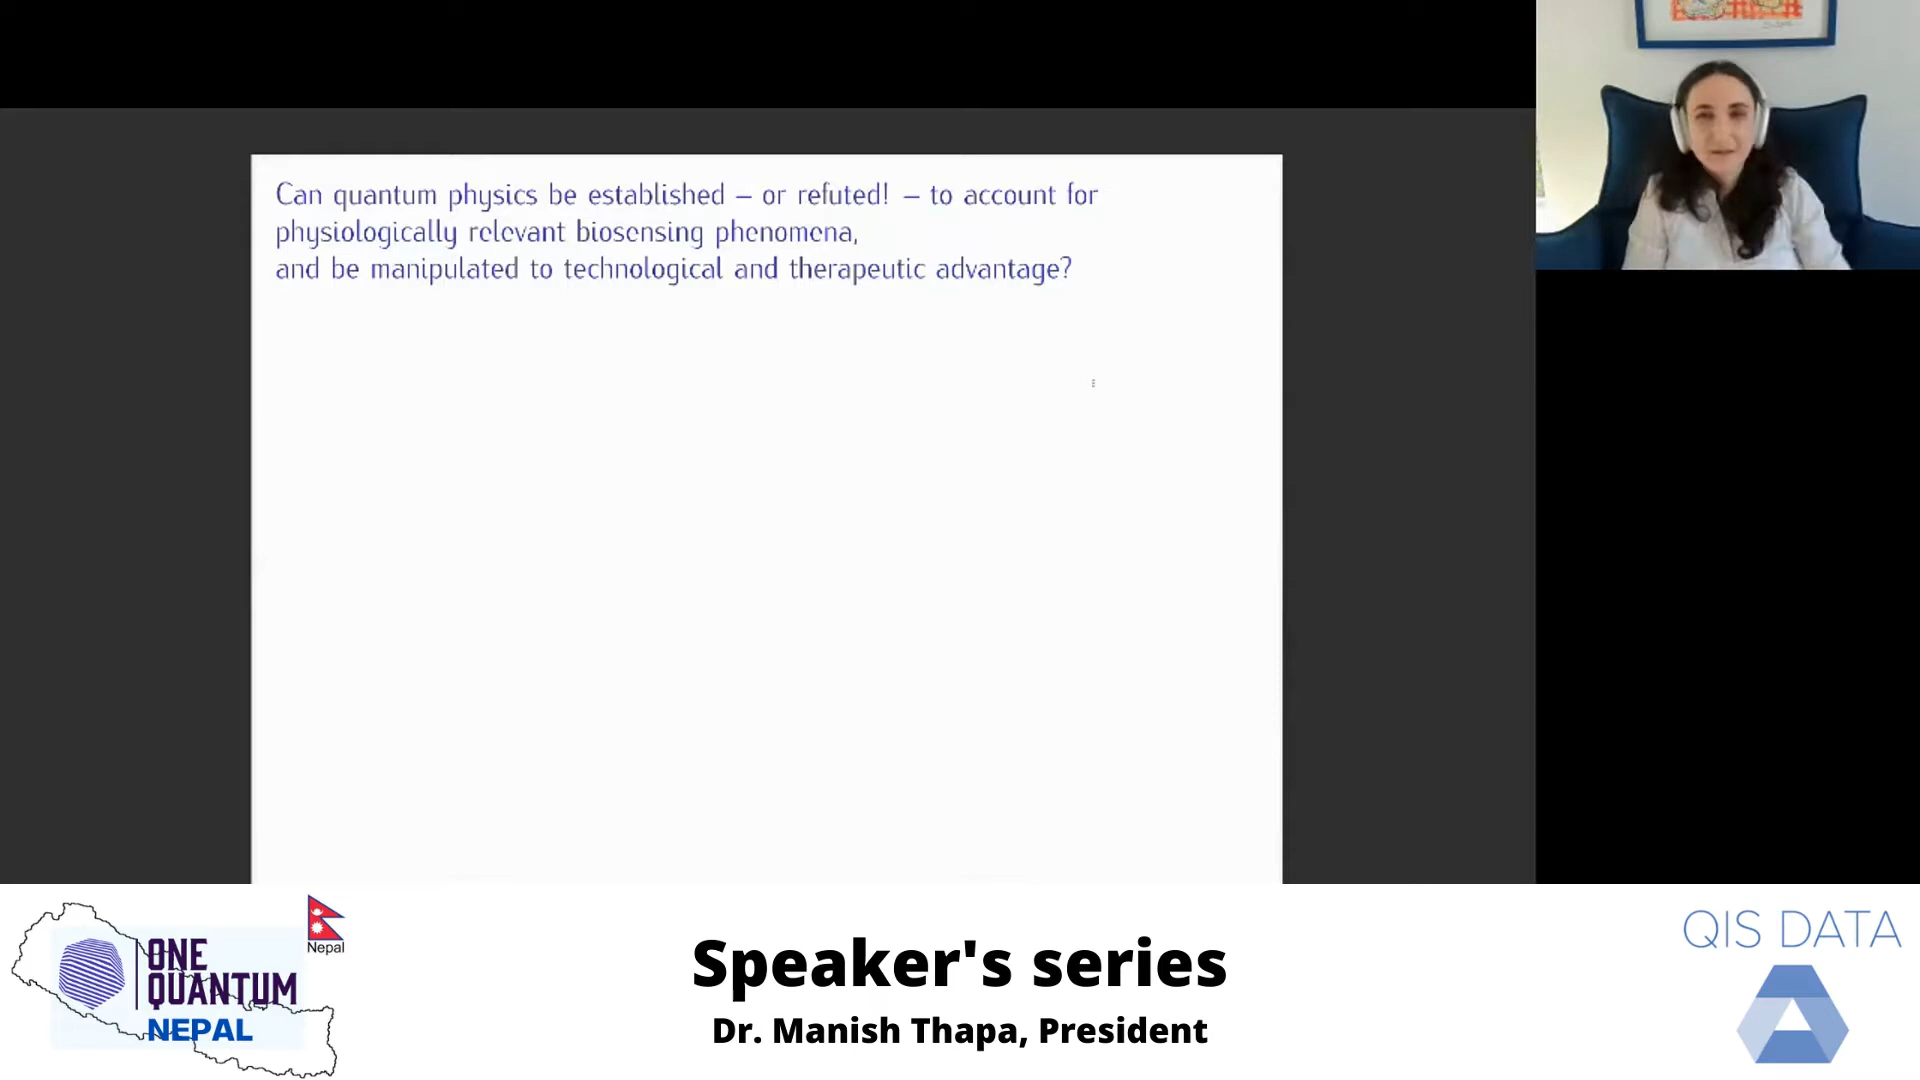 Can quantum physics be established – or refuted! – to account for
physiologically relevant biosensing phenomena,
and be manipulated to technological and therapeutic advantage?
ONE
QUANTUM
NEPAL
Nepal
Speaker's series
Dr. Manish Thapa, President
QIS DATA